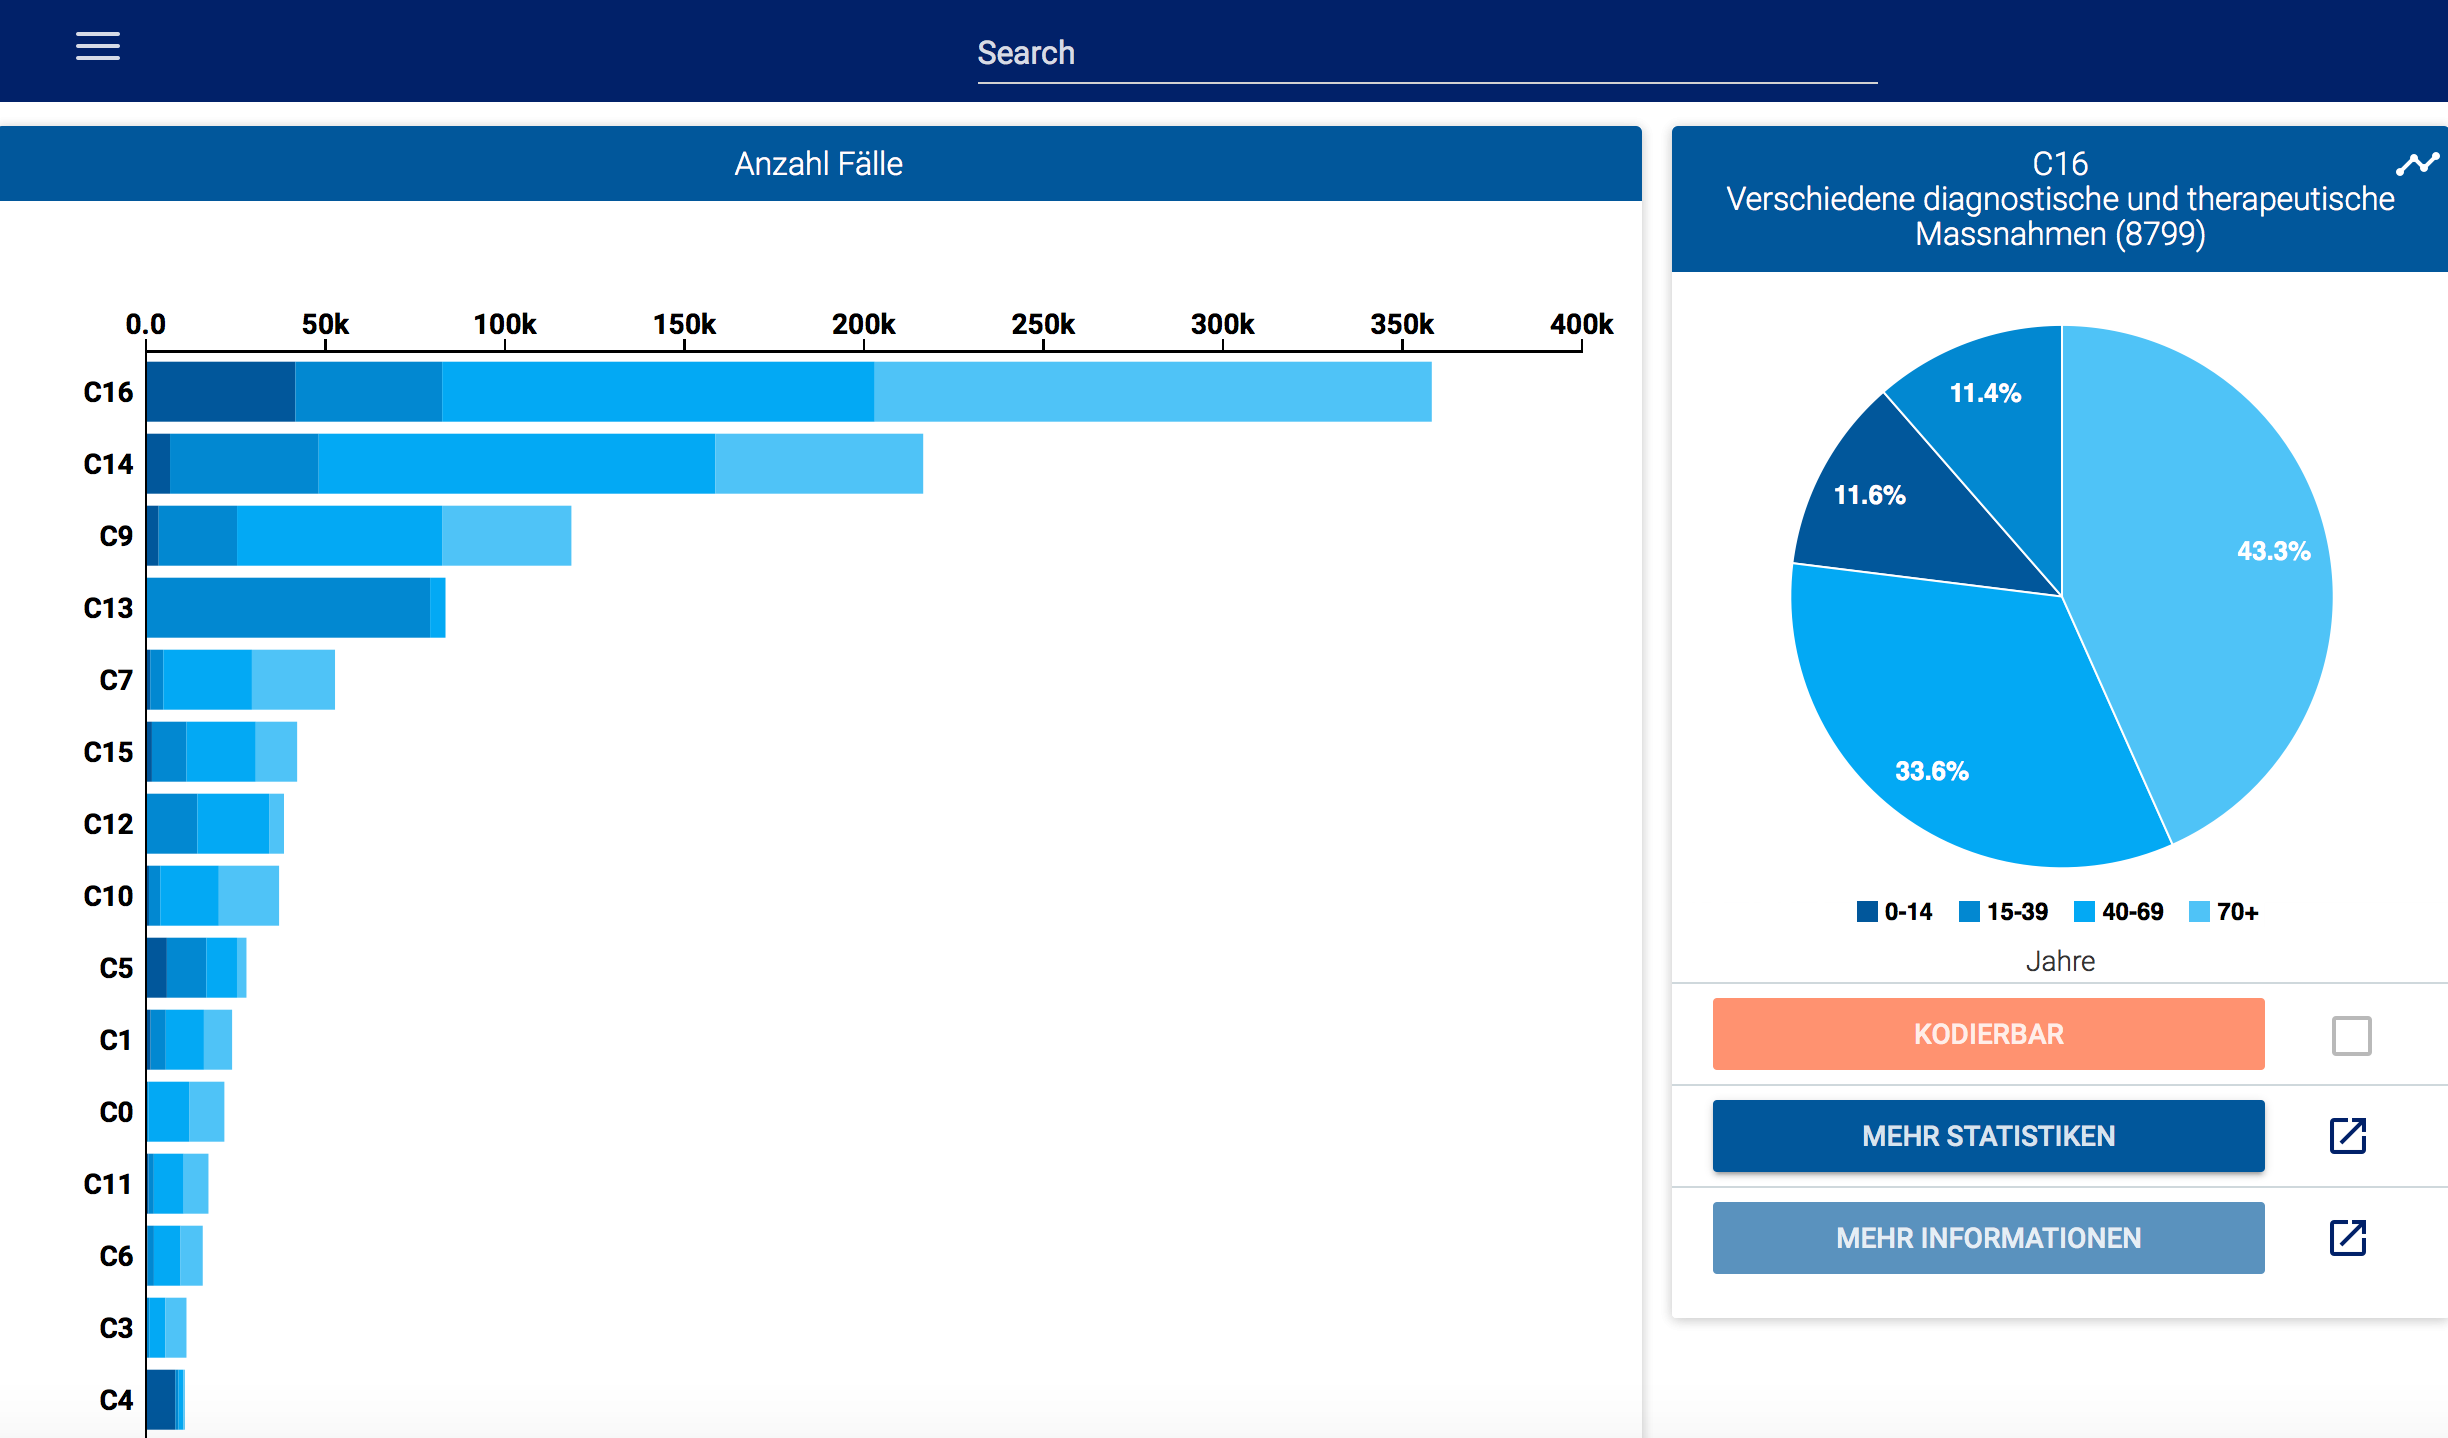 Search
Anzahl Fälle
0.0 50k 100k 150k 200k 250k 300k 350k 400k
C16
C14
C9
C13
C7
C15
C12
C10
C5
C1
C0
C11
C6
C3
C4
C16
Verschiedene diagnostische und therapeutische
Massnahmen (8799)
11.4%
11.6%
43.3%
33.6%
0-14 15-39 40-69 70+
Jahre
KODIERBAR
MEHR STATISTIKEN
MEHR INFORMATIONEN